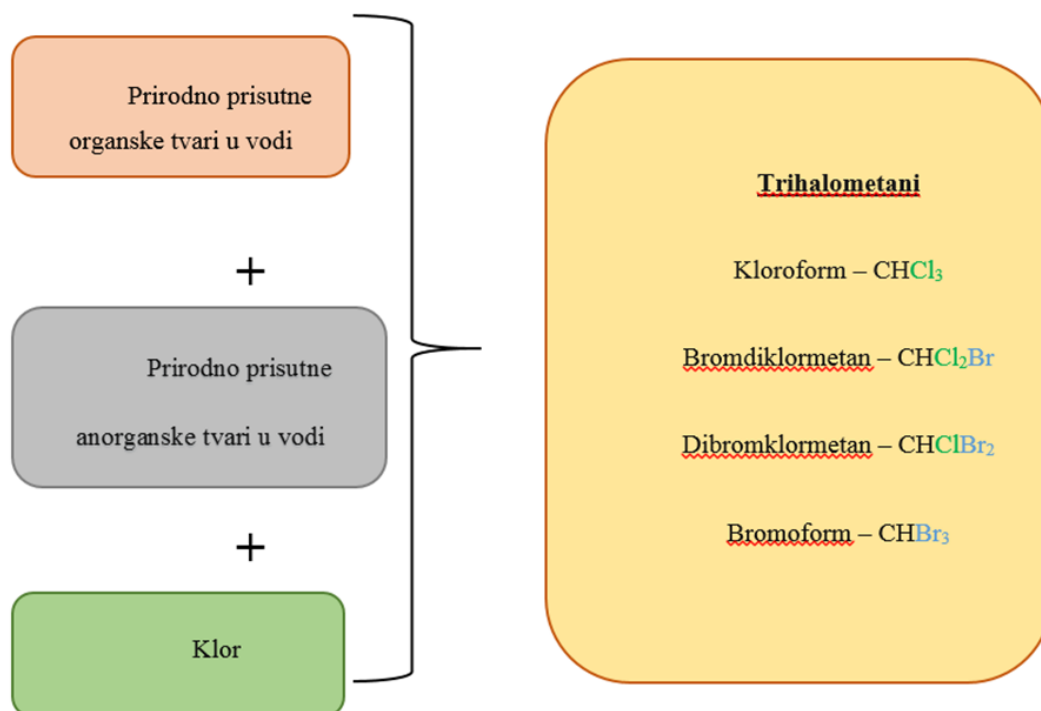 Prirodno prisutne
organske tvari u vodi
+
Prirodno prisutne
anorganske tvari u vodi
+
Klor
Trihalometani
Kloroform – CHCl₃
Bromdiklormetan – CHCl₂Br
Dibromklormetan – CHClBr₂
Bromoform – CHBr₃